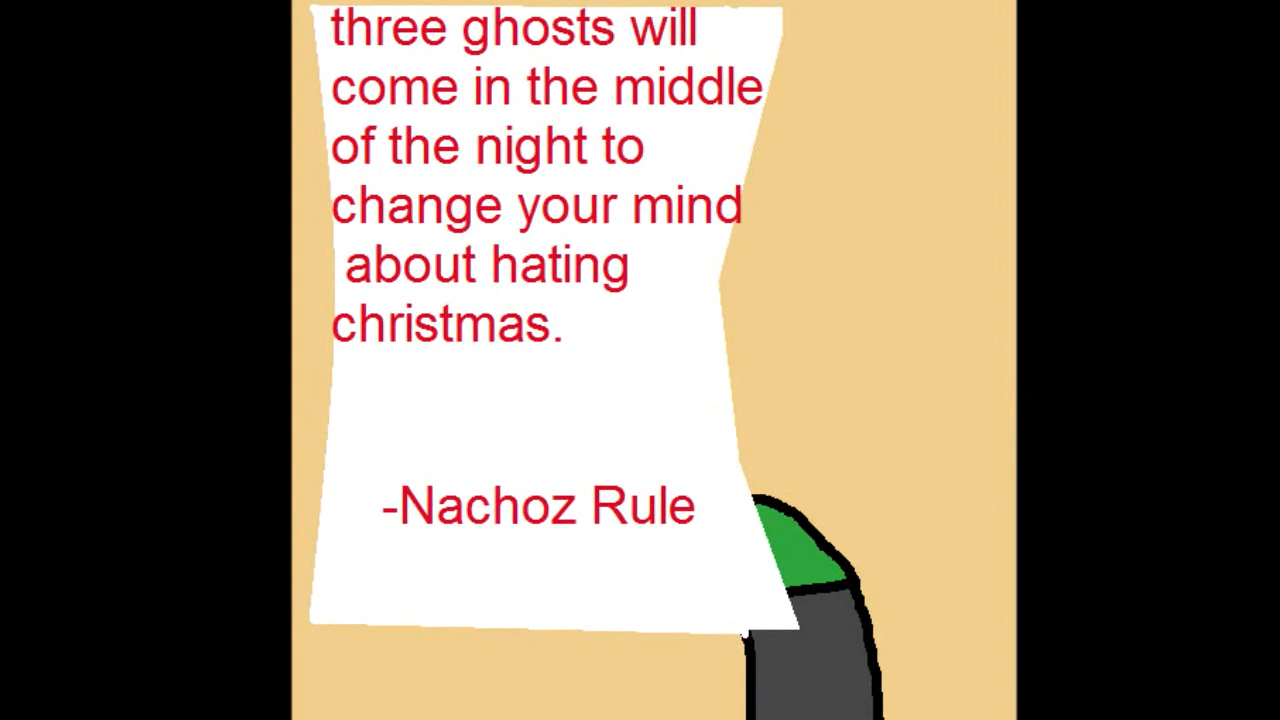 three ghosts will
come in the middle
of the night to
change your mind
about hating
christmas.
-Nachoz Rule